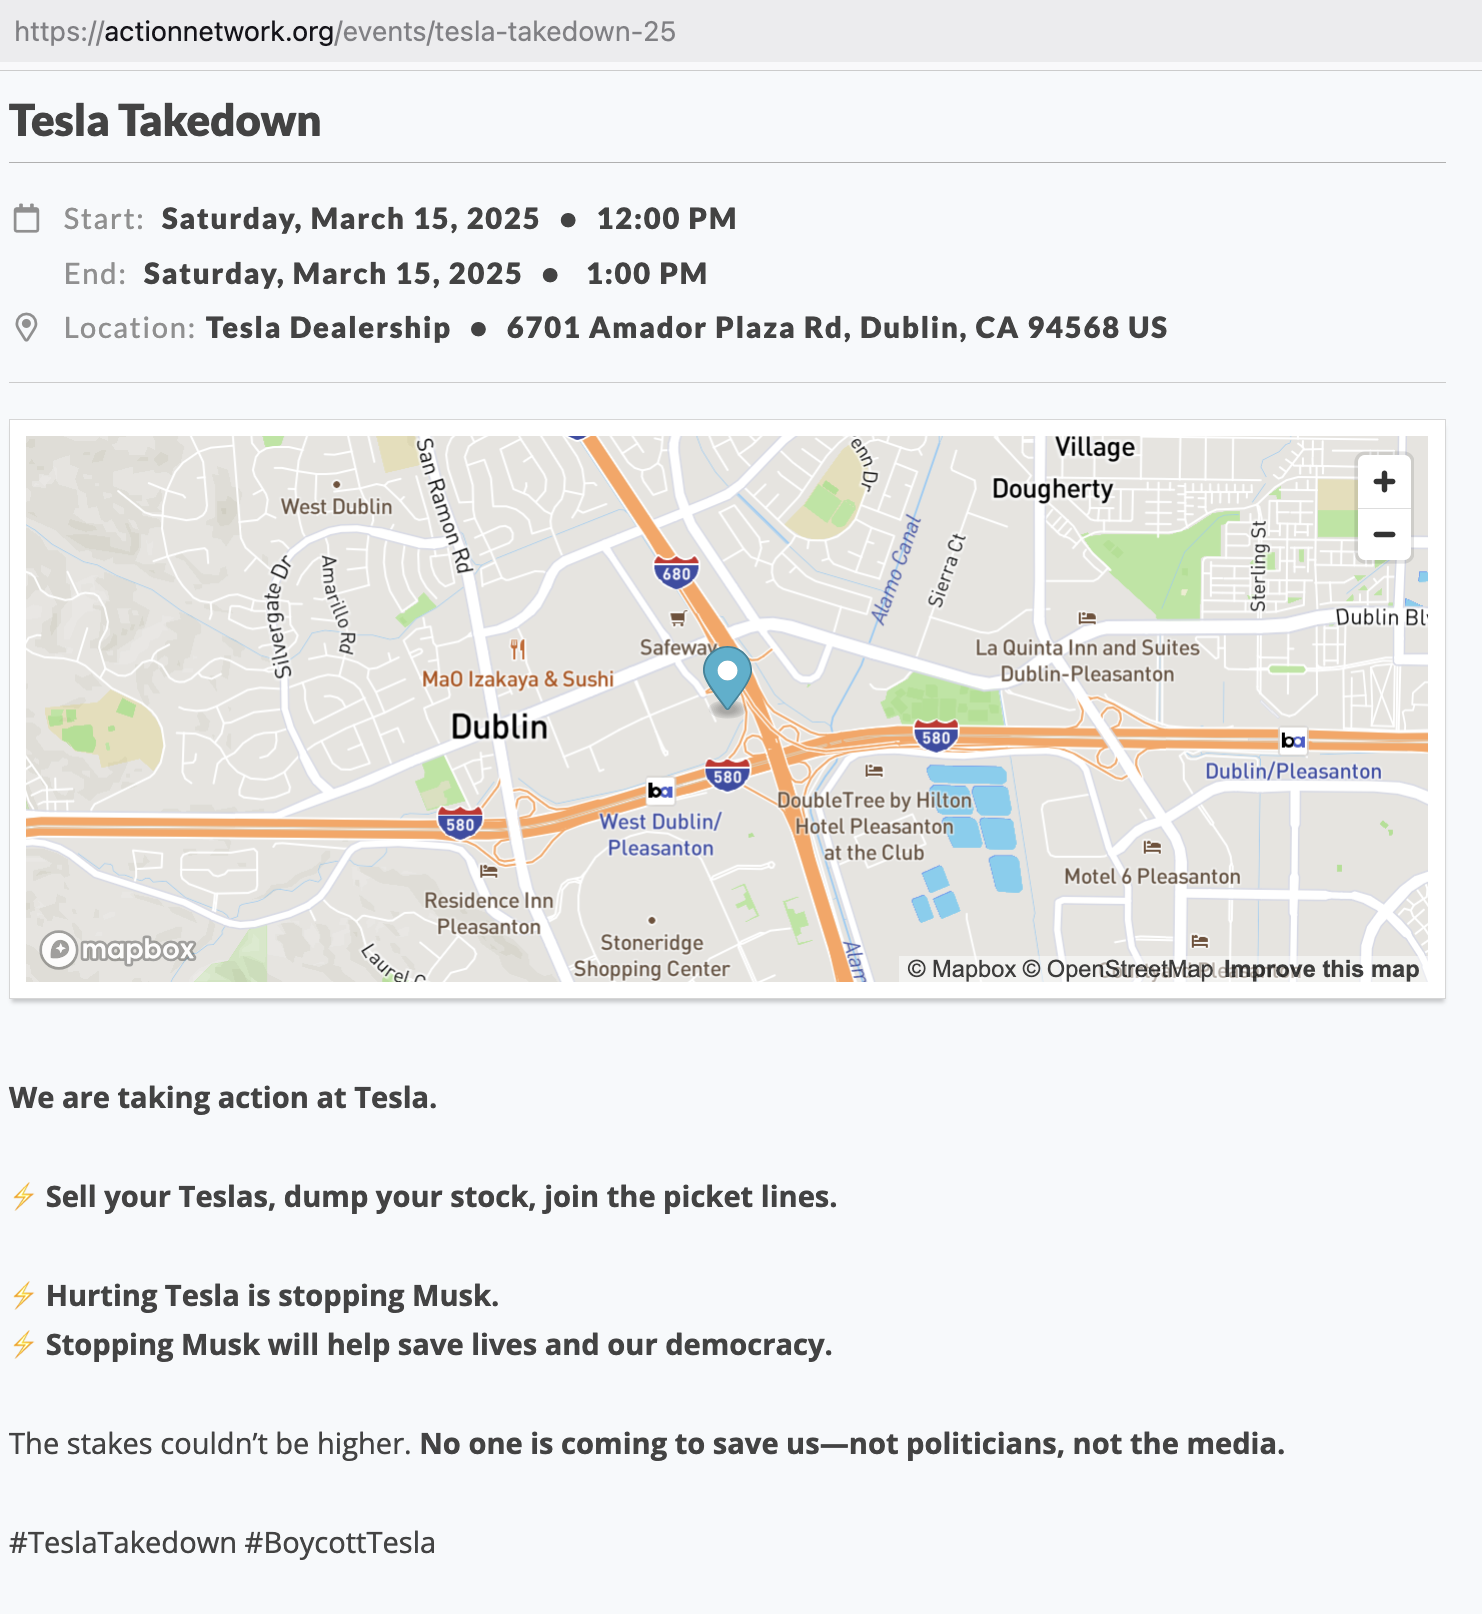 https://actionnetwork.org/events/tesla-takedown-25
Tesla Takedown
Start: Saturday, March 15, 2025 ● 12:00 PM
End: Saturday, March 15, 2025 ● 1:00 PM
Location: Tesla Dealership ● 6701 Amador Plaza Rd, Dublin, CA 94568 US
Village
Dougherty
enn Dr
San Ramon Rd
West Dublin
Alamo Canal
Sierra Ct
Sterling St
+
−
Silvergate Dr
Amarillo Rd
680
Safeway
Dublin Bl
La Quinta Inn and Suites
Dublin-Pleasanton
MaO Izakaya & Sushi
Dublin
580
ba
Dublin/Pleasanton
580
ba
West Dublin/
Pleasanton
580
DoubleTree by Hilton
Hotel Pleasanton
at the Club
Motel 6 Pleasanton
Residence Inn
Pleasanton
Stoneridge
Shopping Center
Laurel C
Alam
mapbox
© Mapbox © OpenStreetMap Improve this map
We are taking action at Tesla.
⚡ Sell your Teslas, dump your stock, join the picket lines.
⚡ Hurting Tesla is stopping Musk.
⚡ Stopping Musk will help save lives and our democracy.
The stakes couldn’t be higher. No one is coming to save us—not politicians, not the media.
#TeslaTakedown #BoycottTesla